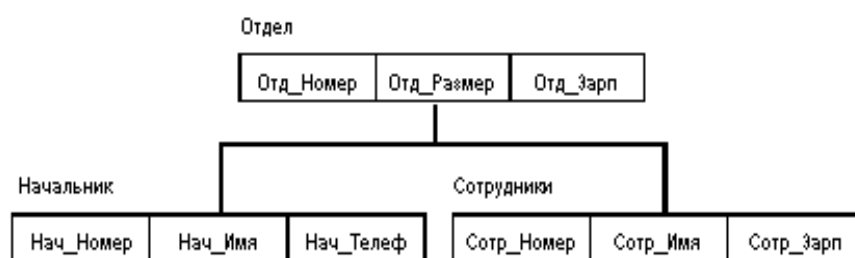 Отдел
Отд_Номер Отд_Размер Отд_Зарп
Начальник Сотрудники
Нач_Номер Нач_Имя Нач_Телеф Сотр_Номер Сотр_Имя Сотр_Зарп